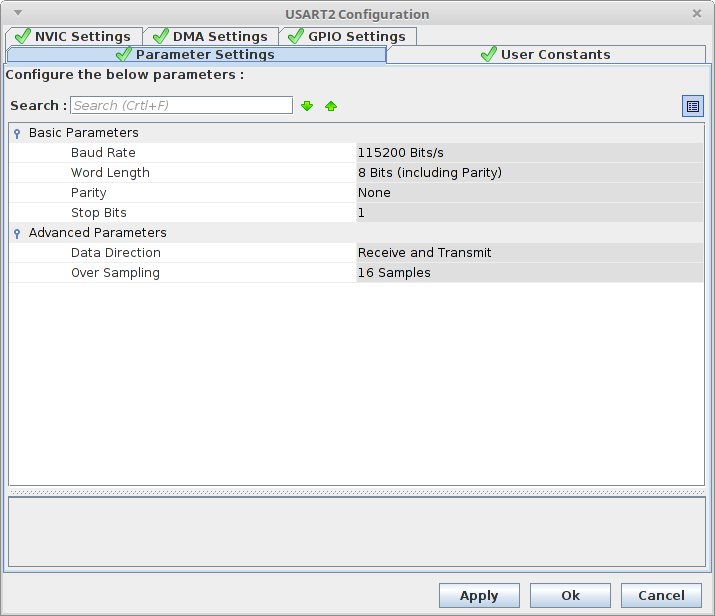 USART2 Configuration
NVIC Settings DMA Settings GPIO Settings
Parameter Settings User Constants
Configure the below parameters :
Search : Search (Crtl+F)
Basic Parameters
Baud Rate 115200 Bits/s
Word Length 8 Bits (including Parity)
Parity None
Stop Bits 1
Advanced Parameters
Data Direction Receive and Transmit
Over Sampling 16 Samples
Apply Ok Cancel